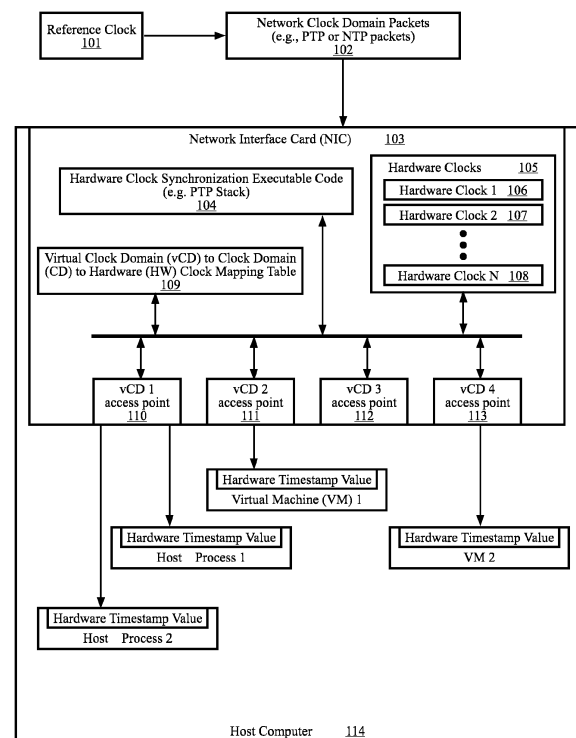 Reference Clock
101
Network Clock Domain Packets
(e.g., PTP or NTP packets)
102
Network Interface Card (NIC) 103
Hardware Clock Synchronization Executable Code
(e.g. PTP Stack)
104
Hardware Clocks 105
Hardware Clock 1 106
Hardware Clock 2 107
Hardware Clock N 108
Virtual Clock Domain (vCD) to Clock Domain
(CD) to Hardware (HW) Clock Mapping Table
109
vCD 1
access point
110
vCD 2
access point
111
vCD 3
access point
112
vCD 4
access point
113
Hardware Timestamp Value
Virtual Machine (VM) 1
Hardware Timestamp Value
Host Process 1
Hardware Timestamp Value
VM 2
Hardware Timestamp Value
Host Process 2
Host Computer 114